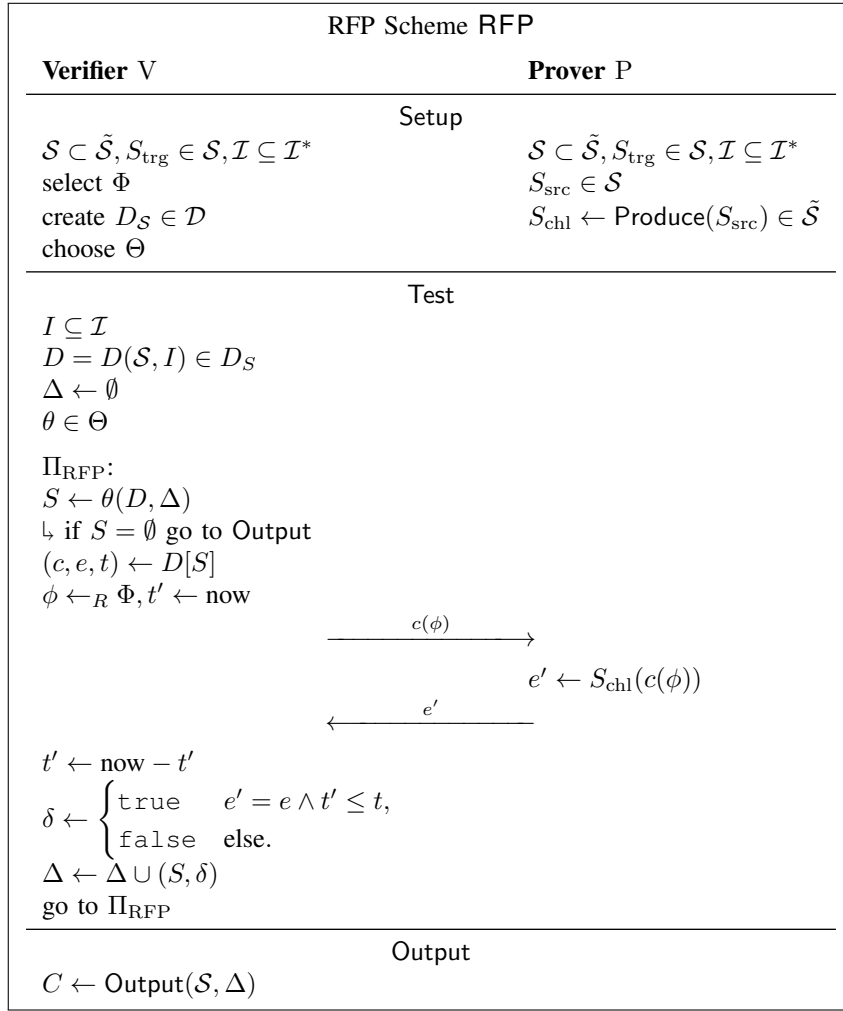 RFP Scheme RFP
Verifier V Prover P
Setup
𝒮 ⊂ 𝒮̃, S_trg ∈ 𝒮, ℐ ⊆ ℐ* 𝒮 ⊂ 𝒮̃, S_trg ∈ 𝒮, ℐ ⊆ ℐ*
select Φ S_src ∈ 𝒮
create D_𝒮 ∈ 𝒟 S_chl ← Produce(S_src) ∈ 𝒮̃
choose Θ
Test
I ⊆ ℐ
D = D(𝒮, I) ∈ D_S
Δ ← ∅
θ ∈ Θ
Π_RFP:
S ← θ(D, Δ)
↳ if S = ∅ go to Output
(c, e, t) ← D[S]
ϕ ←_R Φ, t′ ← now
c(ϕ)
e′ ← S_chl(c(ϕ))
e′
t′ ← now − t′
δ ← { true e′ = e ∧ t′ ≤ t,
false else.
Δ ← Δ ∪ (S, δ)
go to Π_RFP
Output
C ← Output(𝒮, Δ)